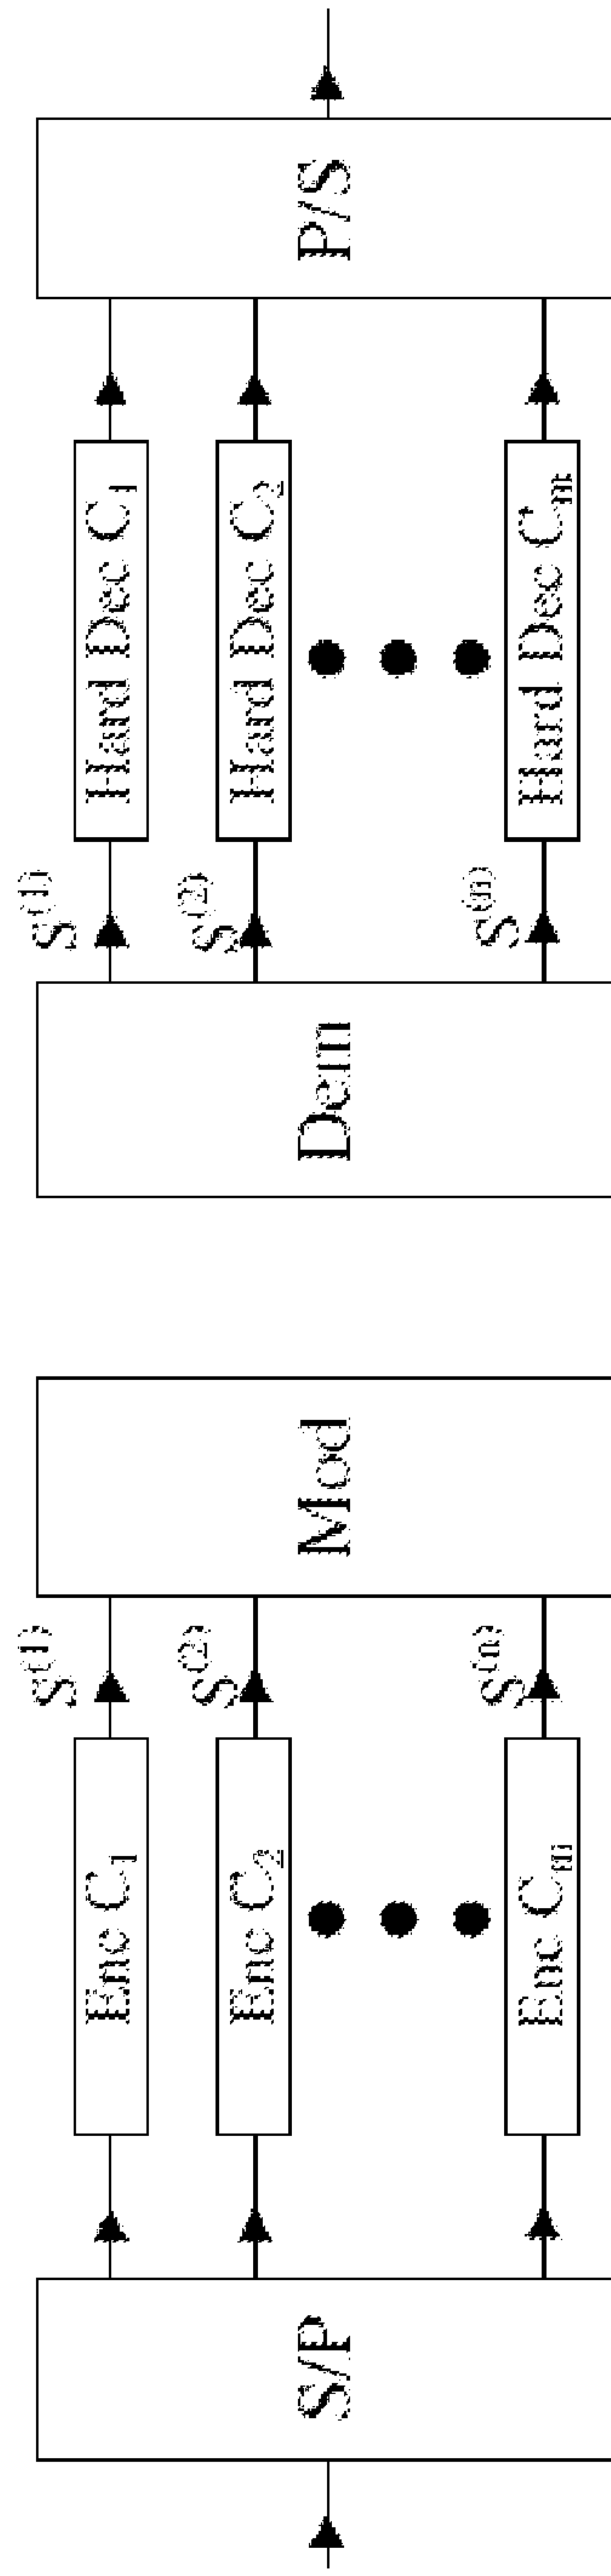 S/P
Enc C₁
Enc C₂
Enc Cₘ
S⁽¹⁾
S⁽²⁾
S⁽ⁿ⁾
Mod
Dem
S⁽¹⁾
S⁽²⁾
S⁽ⁿ⁾
Hard Dec C₁
Hard Dec C₂
Hard Dec Cₘ
P/S